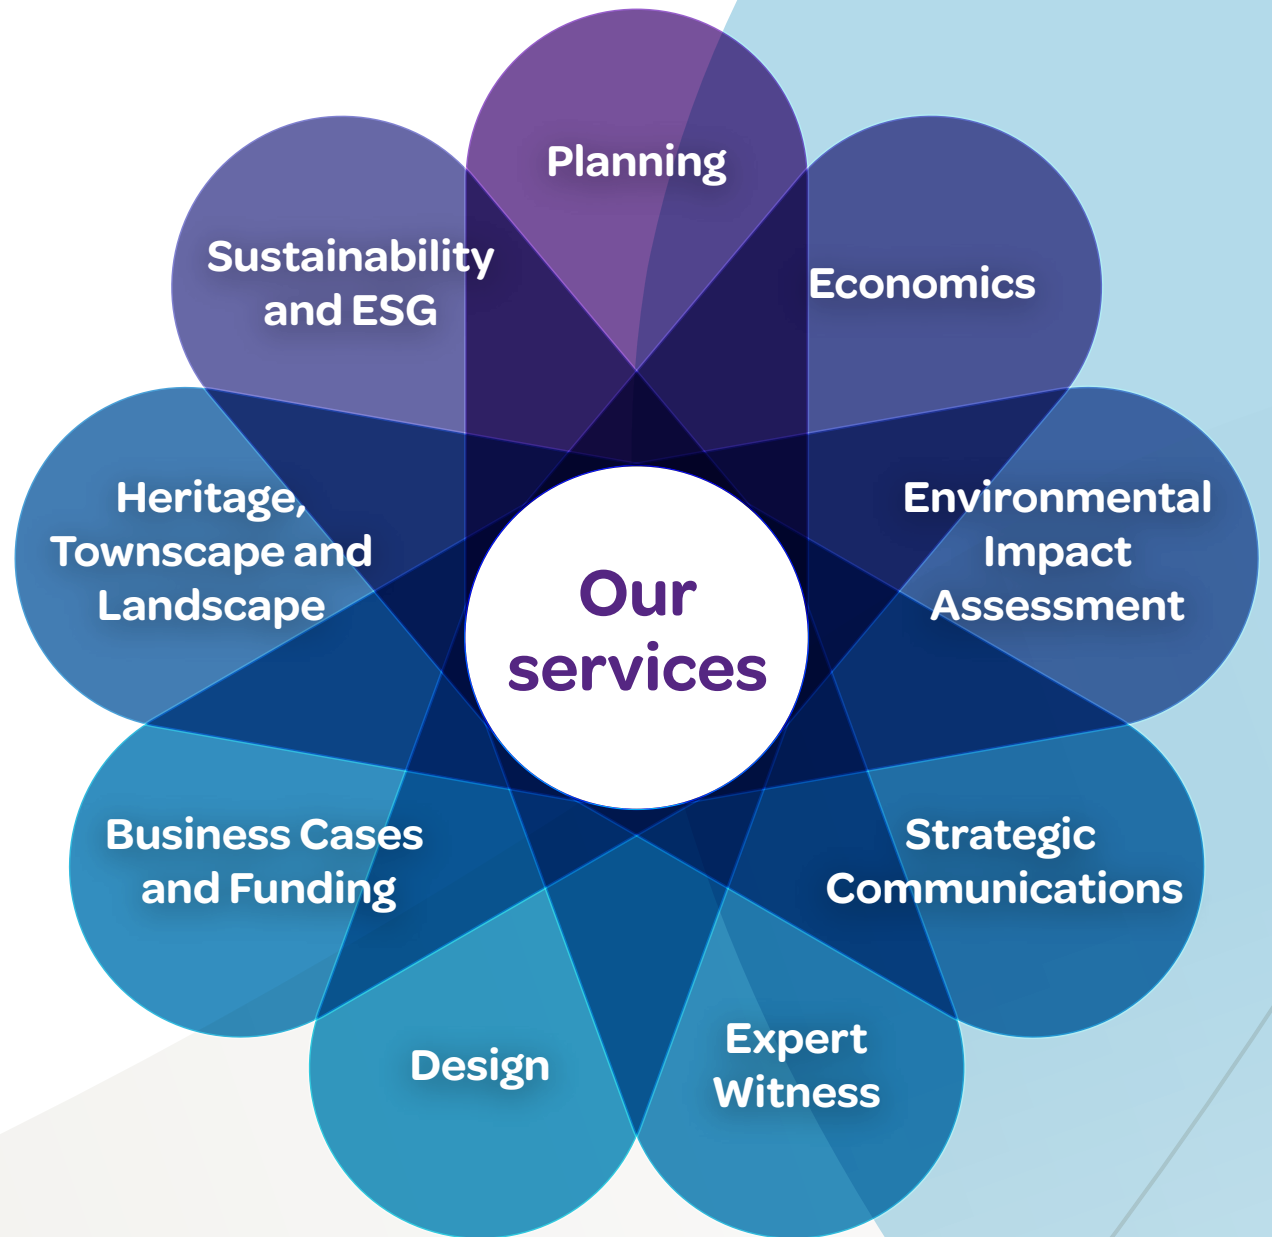 Planning
Economics
Environmental
Impact
Assessment
Strategic
Communications
Expert
Witness
Design
Business Cases
and Funding
Heritage,
Townscape and
Landscape
Sustainability
and ESG
Our
services